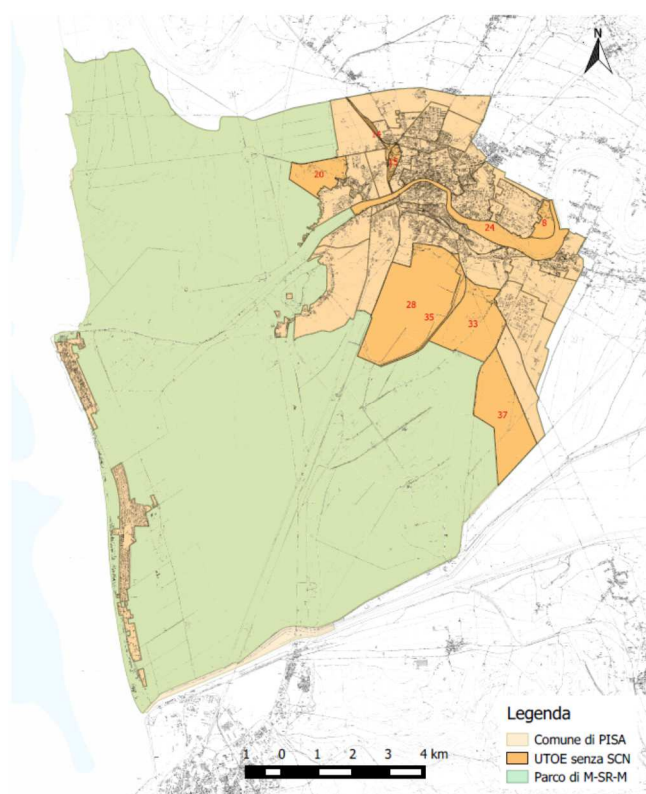 N
20
24
8
28
35
33
37
Legenda
Comune di PISA
UTOE senza SCN
Parco di M-SR-M
1 0 1 2 3 4 km